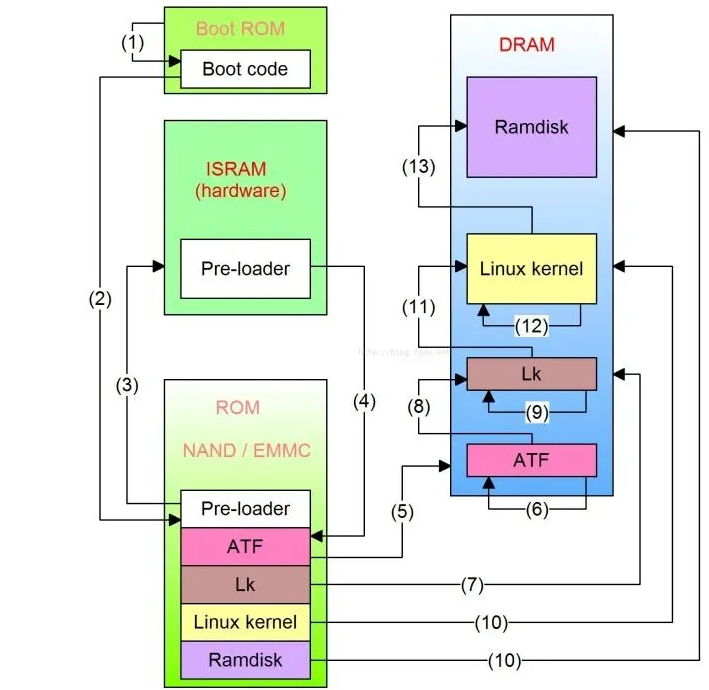 Boot ROM
(1)
Boot code
ISRAM
(hardware)
Pre-loader
(2)
(3)
(4)
ROM
NAND / EMMC
Pre-loader
ATF
Lk
Linux kernel
Ramdisk
DRAM
Ramdisk
(13)
Linux kernel
(11)
(12)
Lk
(8)
(9)
ATF
(5)
(6)
(7)
(10)
(10)